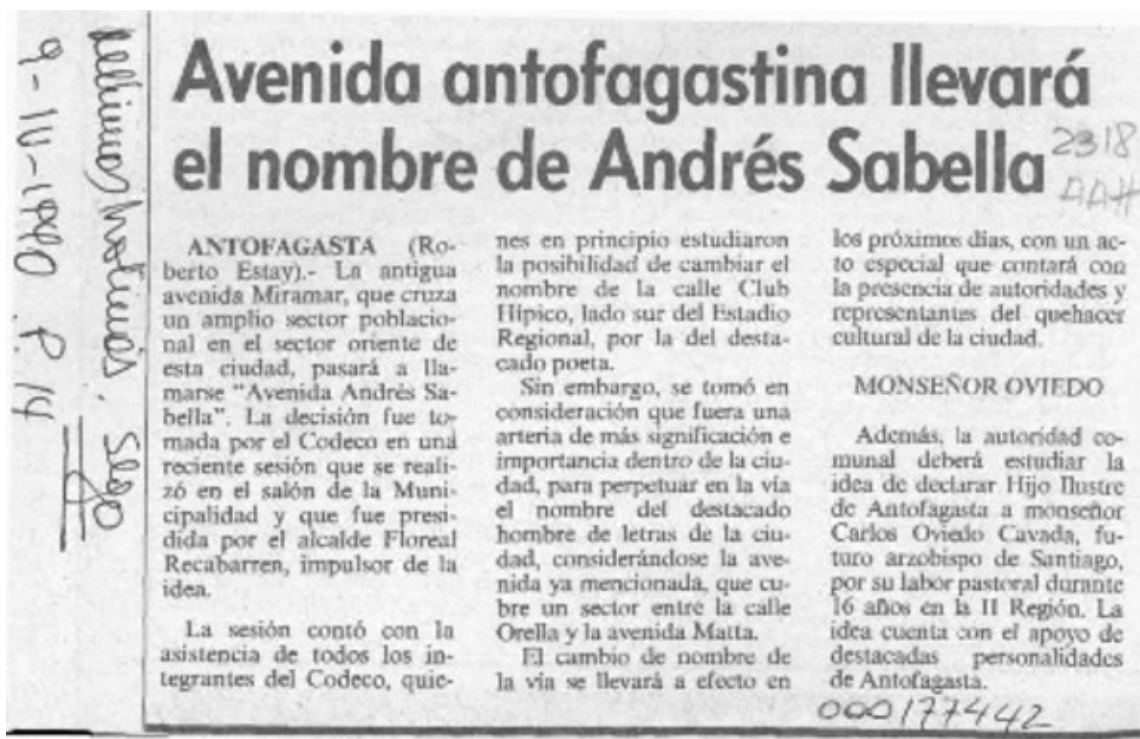 Avenida antofagastina llevará
el nombre de Andrés Sabella
2318
AAH
ANTOFAGASTA (Ro-
berto Estay).- La antigua
avenida Miramar, que cruza
un amplio sector poblacio-
nal en el sector oriente de
esta ciudad, pasará a lla-
marse "Avenida Andrés Sa-
bella". La decisión fue to-
mada por el Codeco en una
reciente sesión que se reali-
zó en el salón de la Muni-
cipalidad y que fue presi-
dida por el alcalde Floreal
Recabarren, impulsor de la
idea.
La sesión contó con la
asistencia de todos los in-
tegrantes del Codeco, quie-
nes en principio estudiaron
la posibilidad de cambiar el
nombre de la calle Club
Hípico, lado sur del Estadio
Regional, por la del desta-
cado poeta.
Sin embargo, se tomó en
consideración que fuera una
arteria de más significación e
importancia dentro de la ciu-
dad, para perpetuar en la vía
el nombre del destacado
hombre de letras de la ciu-
dad, considerándose la ave-
nida ya mencionada, que cu-
bre un sector entre la calle
Orella y la avenida Matta.
El cambio de nombre de
la vía se llevará a efecto en
los próximos días, con un ac-
to especial que contará con
la presencia de autoridades y
representantes del quehacer
cultural de la ciudad.
MONSEÑOR OVIEDO
Además, la autoridad co-
munal deberá estudiar la
idea de declarar Hijo Ilustre
de Antofagasta a monseñor
Carlos Oviedo Cavada, fu-
turo arzobispo de Santiago,
por su labor pastoral durante
16 años en la II Región. La
idea cuenta con el apoyo de
destacadas personalidades
de Antofagasta.
000177442
Noticias. Stgo
9-IV-1990 P. 14